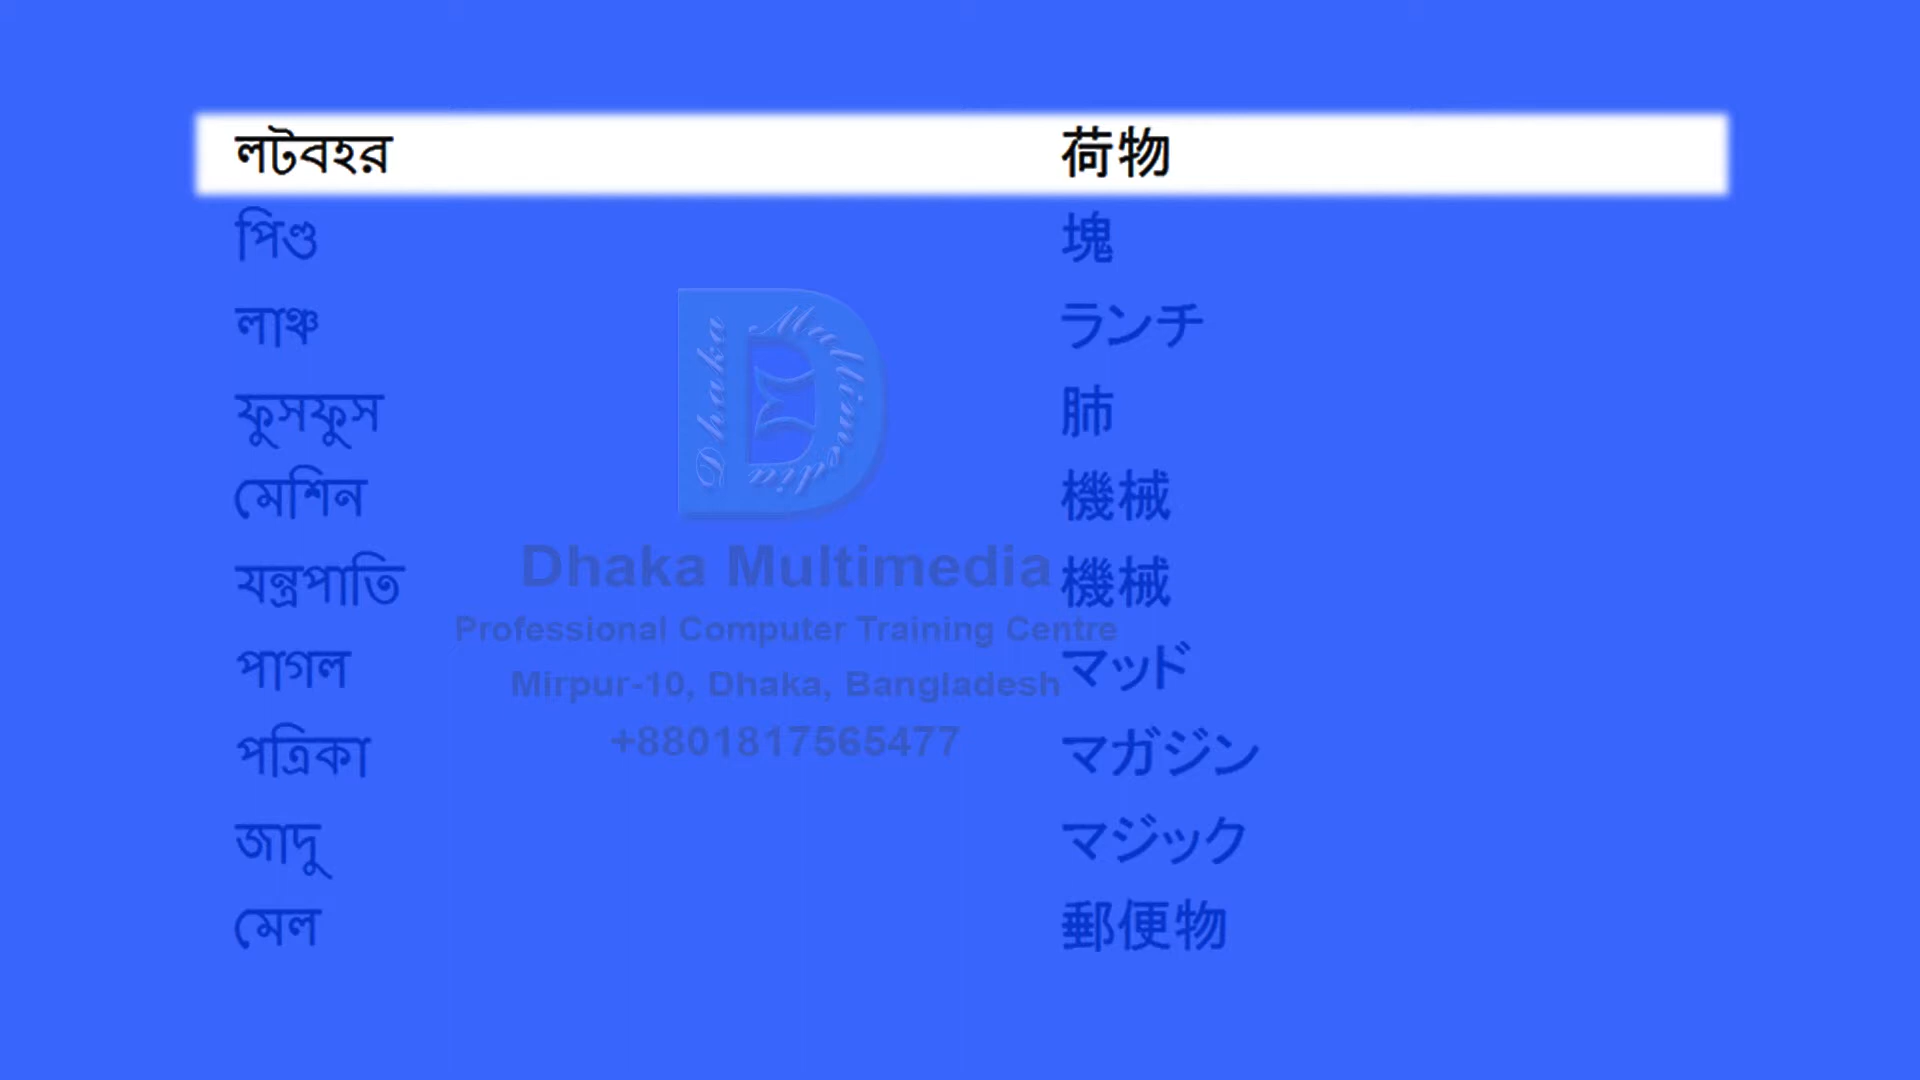 লটবহর 荷物
পিণ্ড 塊
লাঞ্চ ランチ
ফুসফুস 肺
মেশিন 機械
যন্ত্রপাতি 機械
পাগল マッド
পত্রিকা マガジン
জাদু マジック
মেল 郵便物
Dhaka Multimedia
Dhaka Multimedia
Professional Computer Training Centre
Mirpur-10, Dhaka, Bangladesh
+8801817565477